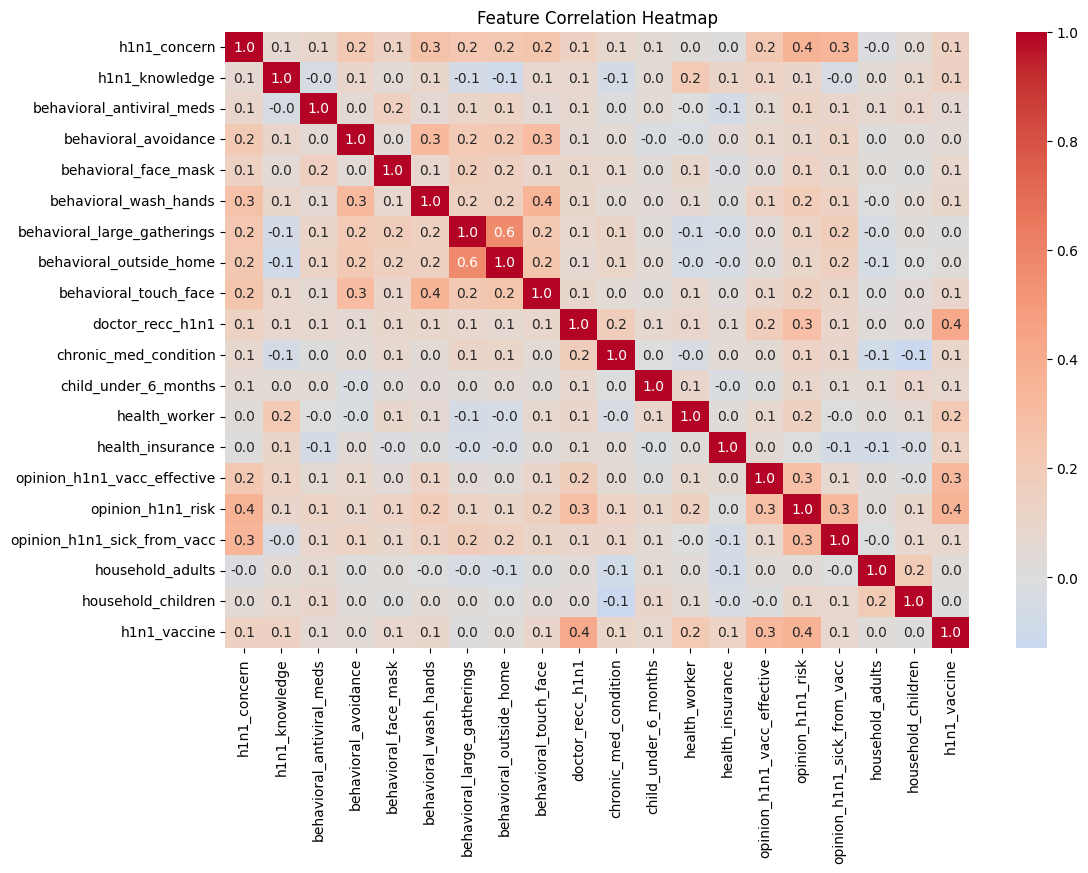 Feature Correlation Heatmap
h1n1_concern 1.0 0.1 0.1 0.2 0.1 0.3 0.2 0.2 0.2 0.1 0.1 0.1 0.0 0.0 0.2 0.4 0.3 -0.0 0.0 0.1
h1n1_knowledge 0.1 1.0 -0.0 0.1 0.0 0.1 -0.1 -0.1 0.1 0.1 -0.1 0.0 0.2 0.1 0.1 0.1 -0.0 0.0 0.1 0.1
behavioral_antiviral_meds 0.1 -0.0 1.0 0.0 0.2 0.1 0.1 0.1 0.1 0.1 0.0 0.0 -0.0 -0.1 0.1 0.1 0.1 0.1 0.1 0.1
behavioral_avoidance 0.2 0.1 0.0 1.0 0.0 0.3 0.2 0.2 0.3 0.1 0.0 -0.0 -0.0 0.0 0.1 0.1 0.1 0.0 0.0 0.0
behavioral_face_mask 0.1 0.0 0.2 0.0 1.0 0.1 0.2 0.2 0.1 0.1 0.1 0.0 0.1 -0.0 0.0 0.1 0.1 0.0 0.0 0.1
behavioral_wash_hands 0.3 0.1 0.1 0.3 0.1 1.0 0.2 0.2 0.4 0.1 0.0 0.0 0.1 0.0 0.1 0.2 0.1 -0.0 0.0 0.1
behavioral_large_gatherings 0.2 -0.1 0.1 0.2 0.2 0.2 1.0 0.6 0.2 0.1 0.1 0.0 -0.1 -0.0 0.0 0.1 0.2 -0.0 0.0 0.0
behavioral_outside_home 0.2 -0.1 0.1 0.2 0.2 0.2 0.6 1.0 0.2 0.1 0.1 0.0 -0.0 -0.0 0.0 0.1 0.2 -0.1 0.0 0.0
behavioral_touch_face 0.2 0.1 0.1 0.3 0.1 0.4 0.2 0.2 1.0 0.1 0.0 0.0 0.1 0.0 0.1 0.2 0.1 0.0 0.0 0.1
doctor_recc_h1n1 0.1 0.1 0.1 0.1 0.1 0.1 0.1 0.1 0.1 1.0 0.2 0.1 0.1 0.1 0.2 0.3 0.1 0.0 0.0 0.4
chronic_med_condition 0.1 -0.1 0.0 0.0 0.1 0.0 0.1 0.1 0.0 0.2 1.0 0.0 -0.0 0.0 0.0 0.1 0.1 -0.1 -0.1 0.1
child_under_6_months 0.1 0.0 0.0 -0.0 0.0 0.0 0.0 0.0 0.0 0.1 0.0 1.0 0.1 -0.0 0.0 0.1 0.1 0.1 0.1 0.1
health_worker 0.0 0.2 -0.0 -0.0 0.1 0.1 -0.1 -0.0 0.1 0.1 -0.0 0.1 1.0 0.0 0.1 0.2 -0.0 0.0 0.1 0.2
health_insurance 0.0 0.1 -0.1 0.0 -0.0 0.0 -0.0 -0.0 0.0 0.1 0.0 -0.0 0.0 1.0 0.0 0.0 -0.1 -0.1 -0.0 0.1
opinion_h1n1_vacc_effective 0.2 0.1 0.1 0.1 0.0 0.1 0.0 0.0 0.1 0.2 0.0 0.0 0.1 0.0 1.0 0.3 0.1 0.0 -0.0 0.3
opinion_h1n1_risk 0.4 0.1 0.1 0.1 0.1 0.2 0.1 0.1 0.2 0.3 0.1 0.1 0.2 0.0 0.3 1.0 0.3 0.0 0.1 0.4
opinion_h1n1_sick_from_vacc 0.3 -0.0 0.1 0.1 0.1 0.1 0.2 0.2 0.1 0.1 0.1 0.1 -0.0 -0.1 0.1 0.3 1.0 -0.0 0.1 0.1
household_adults -0.0 0.0 0.1 0.0 0.0 -0.0 -0.0 -0.1 0.0 0.0 -0.1 0.1 0.0 -0.1 0.0 0.0 -0.0 1.0 0.2 0.0
household_children 0.0 0.1 0.1 0.0 0.0 0.0 0.0 0.0 0.0 0.0 -0.1 0.1 0.1 -0.0 -0.0 0.1 0.1 0.2 1.0 0.0
h1n1_vaccine 0.1 0.1 0.1 0.0 0.1 0.1 0.0 0.0 0.1 0.4 0.1 0.1 0.2 0.1 0.3 0.4 0.1 0.0 0.0 1.0
h1n1_concern
h1n1_knowledge
behavioral_antiviral_meds
behavioral_avoidance
behavioral_face_mask
behavioral_wash_hands
behavioral_large_gatherings
behavioral_outside_home
behavioral_touch_face
doctor_recc_h1n1
chronic_med_condition
child_under_6_months
health_worker
health_insurance
opinion_h1n1_vacc_effective
opinion_h1n1_risk
opinion_h1n1_sick_from_vacc
household_adults
household_children
h1n1_vaccine
1.0
0.8
0.6
0.4
0.2
0.0